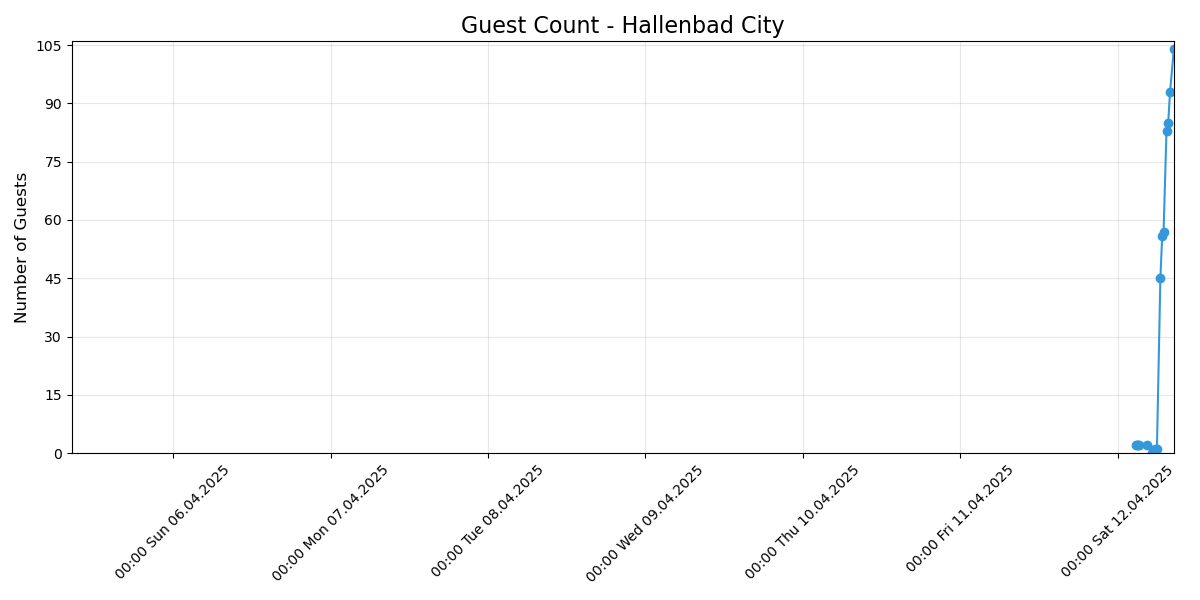 Guest Count - Hallenbad City
Number of Guests
105
90
75
60
45
30
15
0
00:00 Sun 06.04.2025
00:00 Mon 07.04.2025
00:00 Tue 08.04.2025
00:00 Wed 09.04.2025
00:00 Thu 10.04.2025
00:00 Fri 11.04.2025
00:00 Sat 12.04.2025